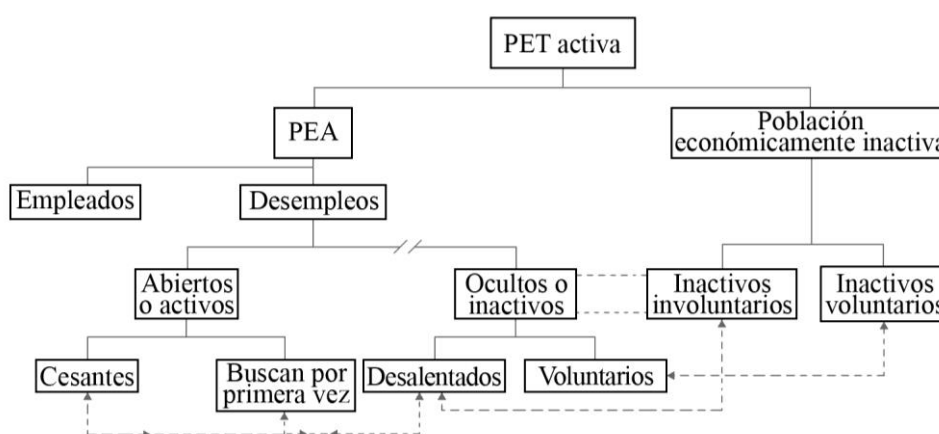 PET activa
PEA
Población
económicamente inactiva
Empleados
Desempleos
Abiertos
o activos
Ocultos o
inactivos
Inactivos
involuntarios
Inactivos
voluntarios
Cesantes
Buscan por
primera vez
Desalentados
Voluntarios